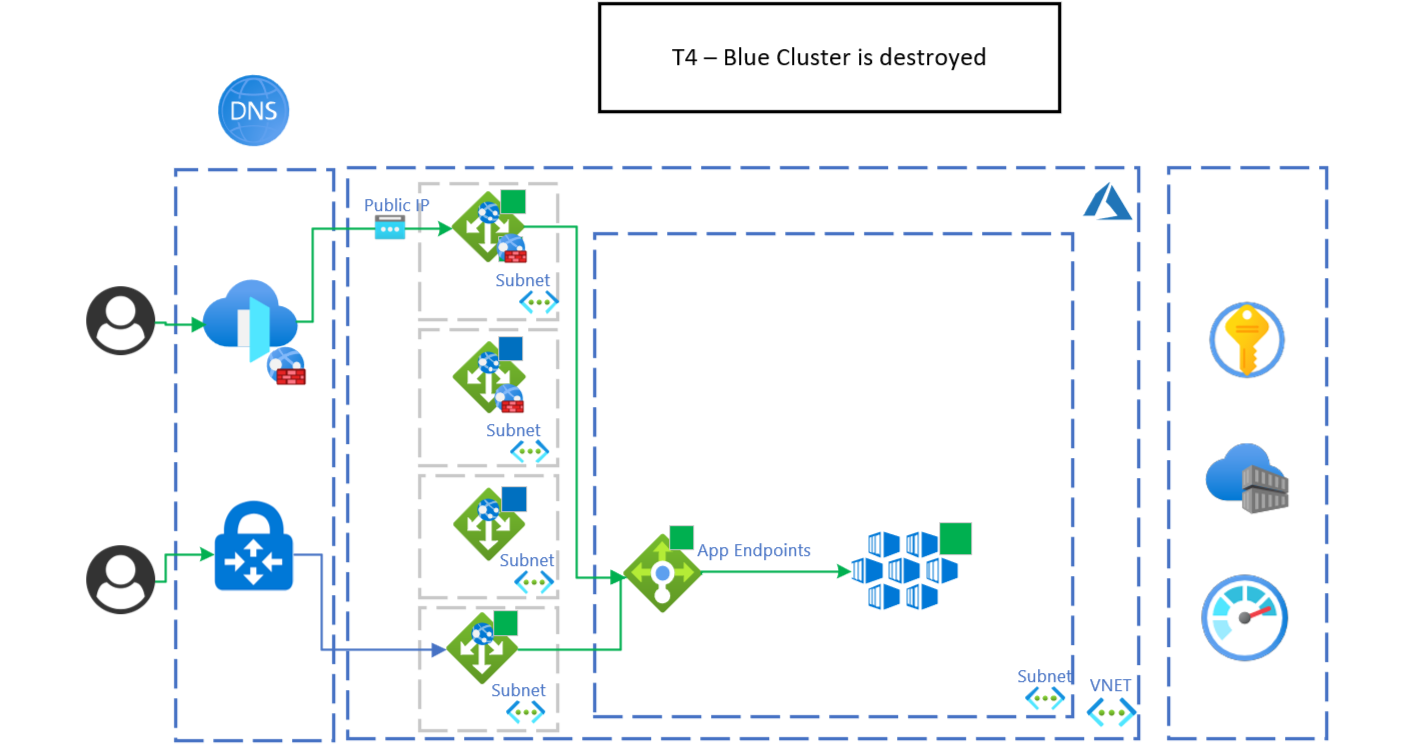 T4 – Blue Cluster is destroyed
DNS
Public IP
Subnet
Subnet
Subnet
App Endpoints
Subnet
Subnet
VNET